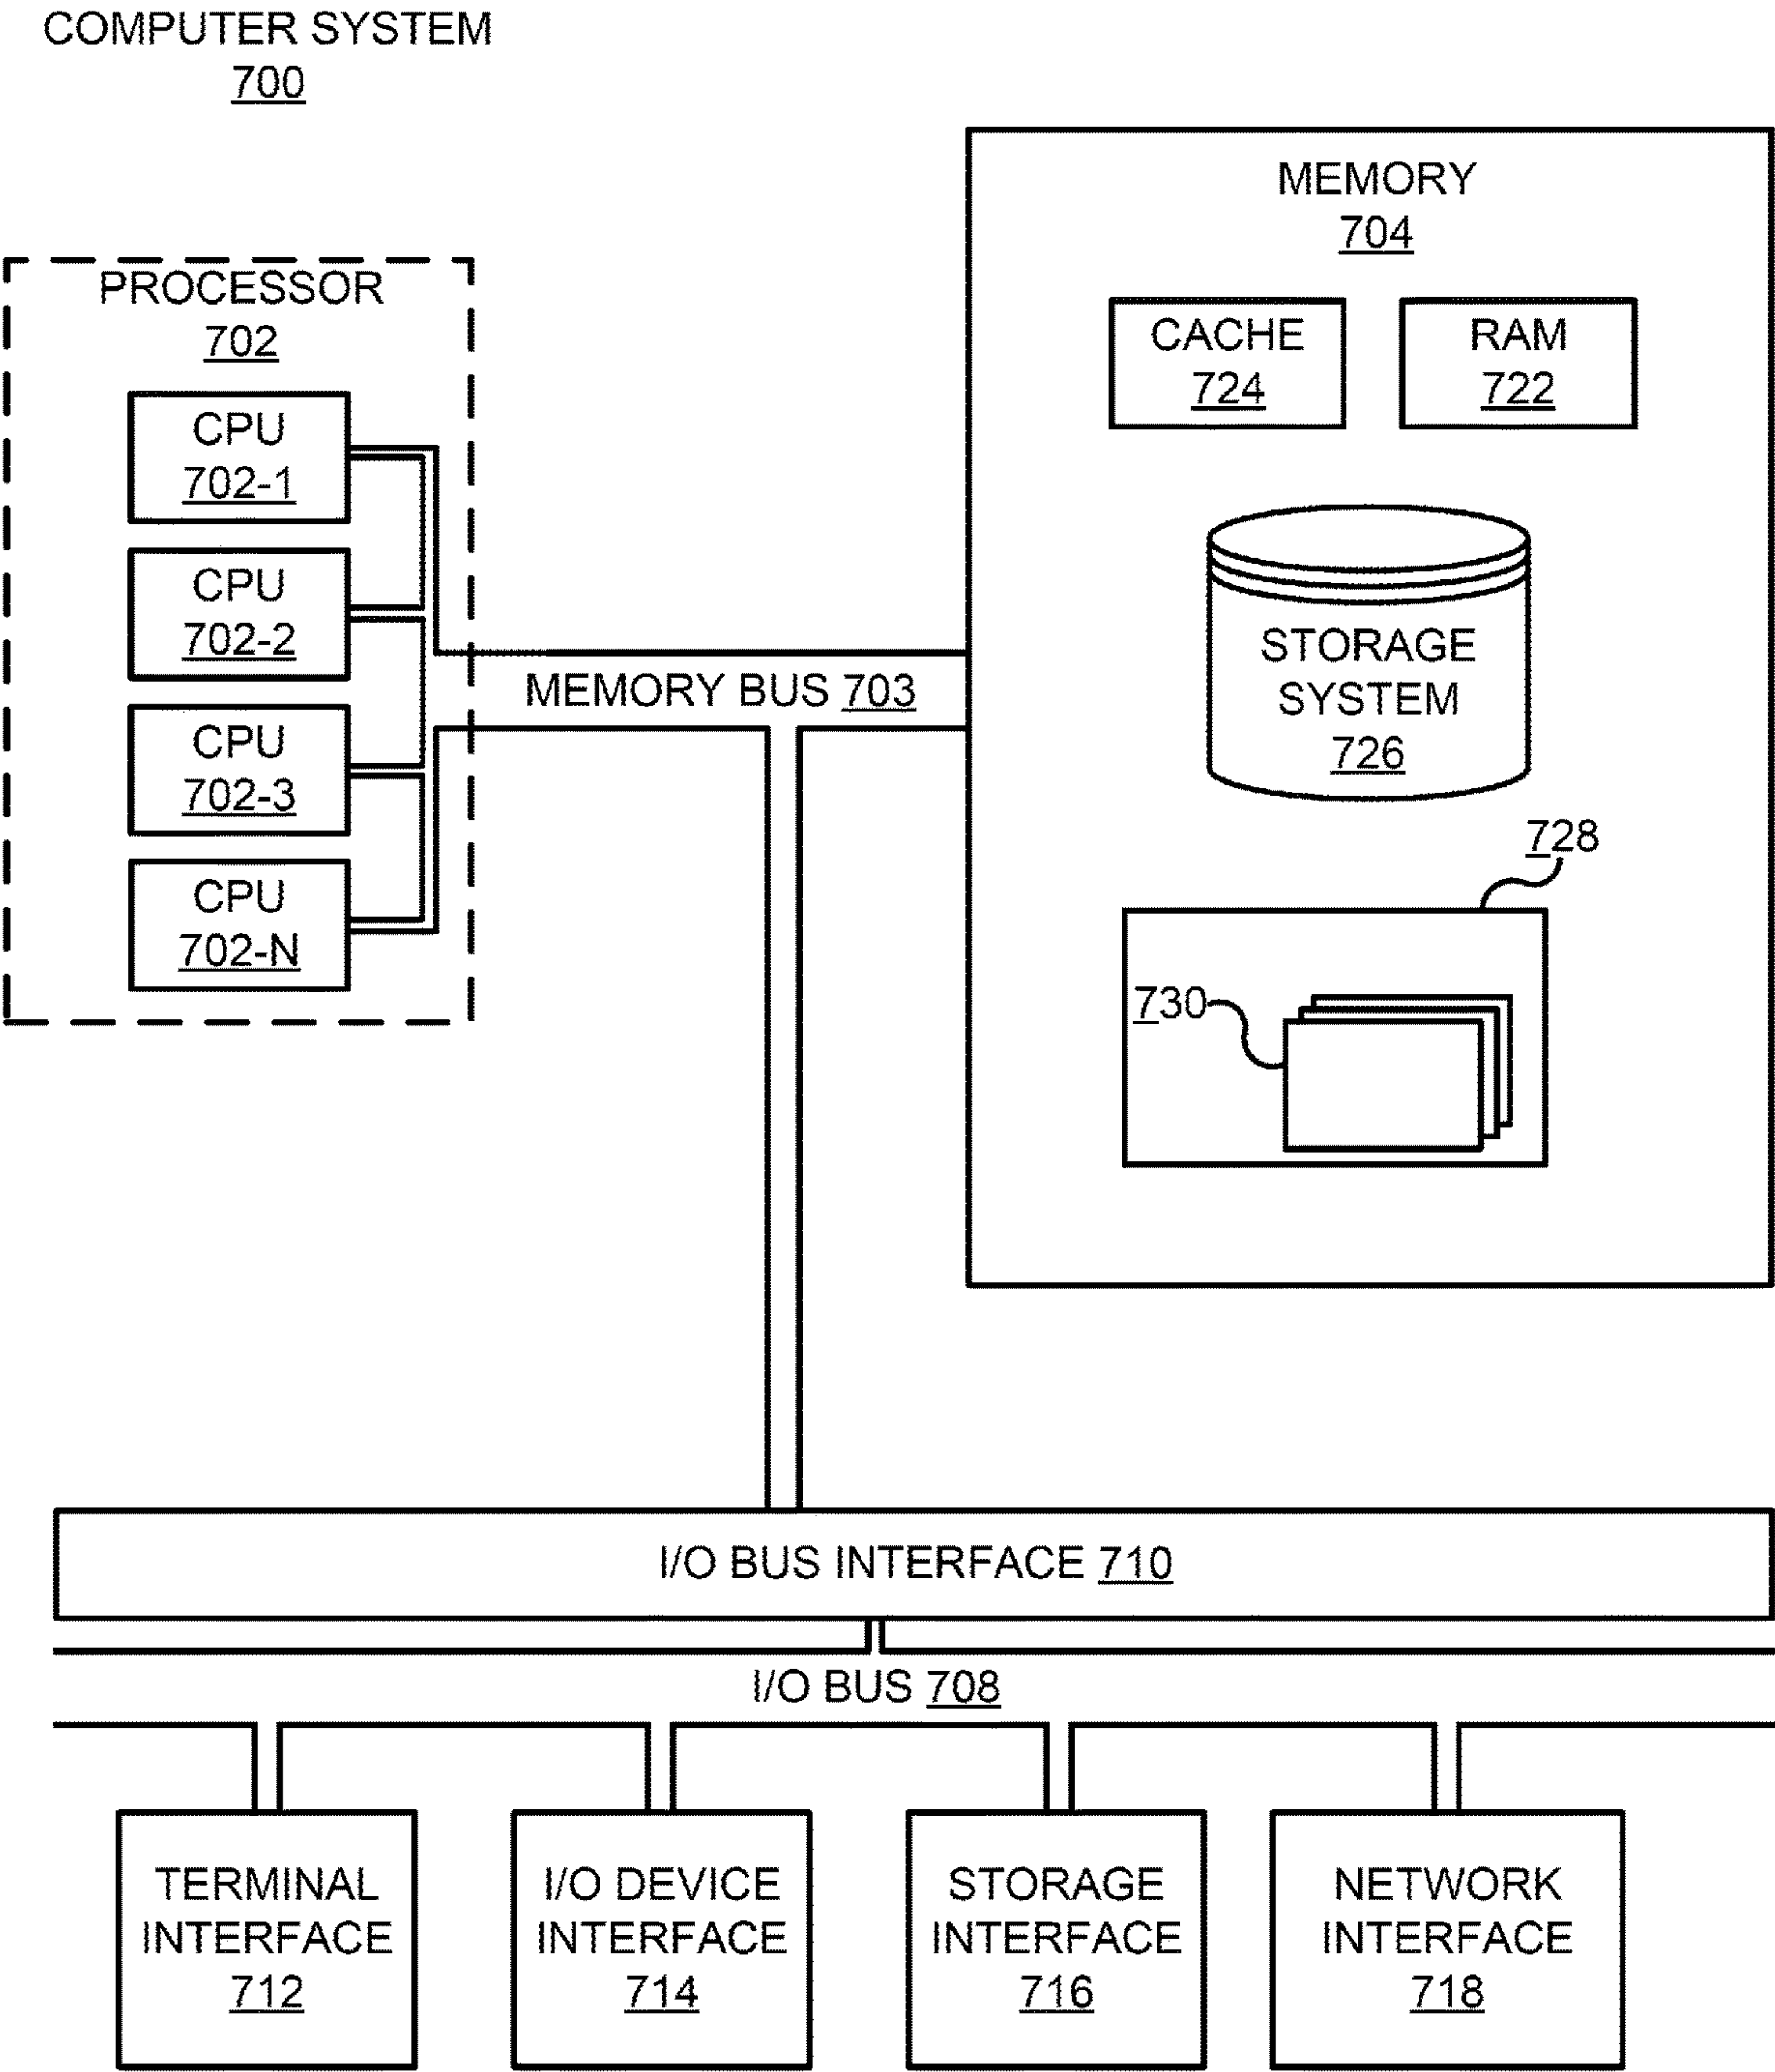 COMPUTER SYSTEM
700
MEMORY
704
PROCESSOR
702
CACHE
724
RAM
722
CPU
702-1
CPU
702-2
CPU
702-3
CPU
702-N
MEMORY BUS 703
STORAGE
SYSTEM
726
728
730
I/O BUS INTERFACE 710
I/O BUS 708
TERMINAL
INTERFACE
712
I/O DEVICE
INTERFACE
714
STORAGE
INTERFACE
716
NETWORK
INTERFACE
718